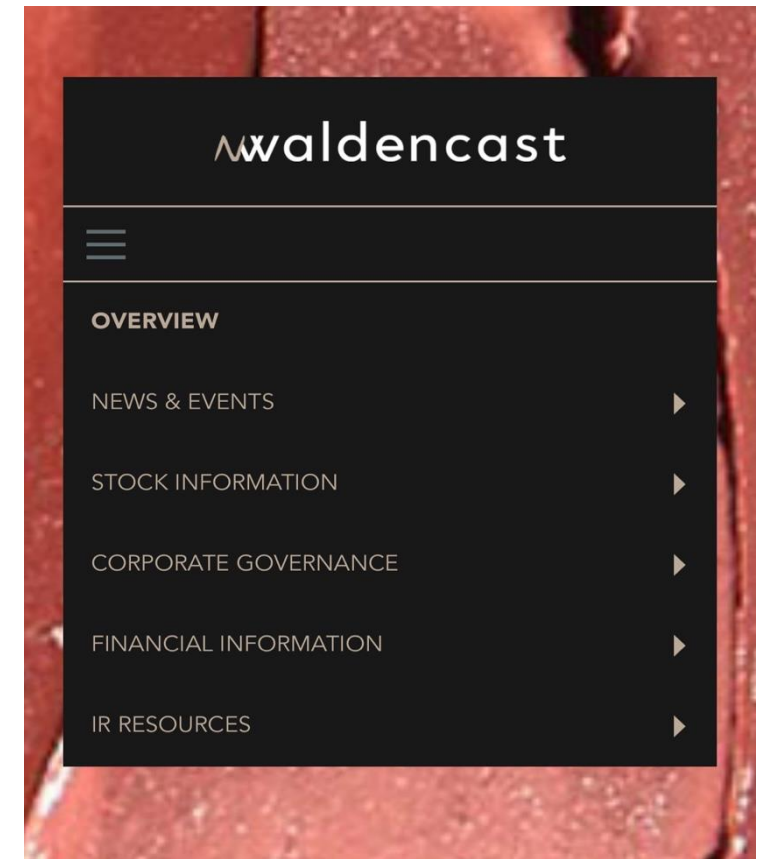 waldencast
OVERVIEW
NEWS & EVENTS
STOCK INFORMATION
CORPORATE GOVERNANCE
FINANCIAL INFORMATION
IR RESOURCES